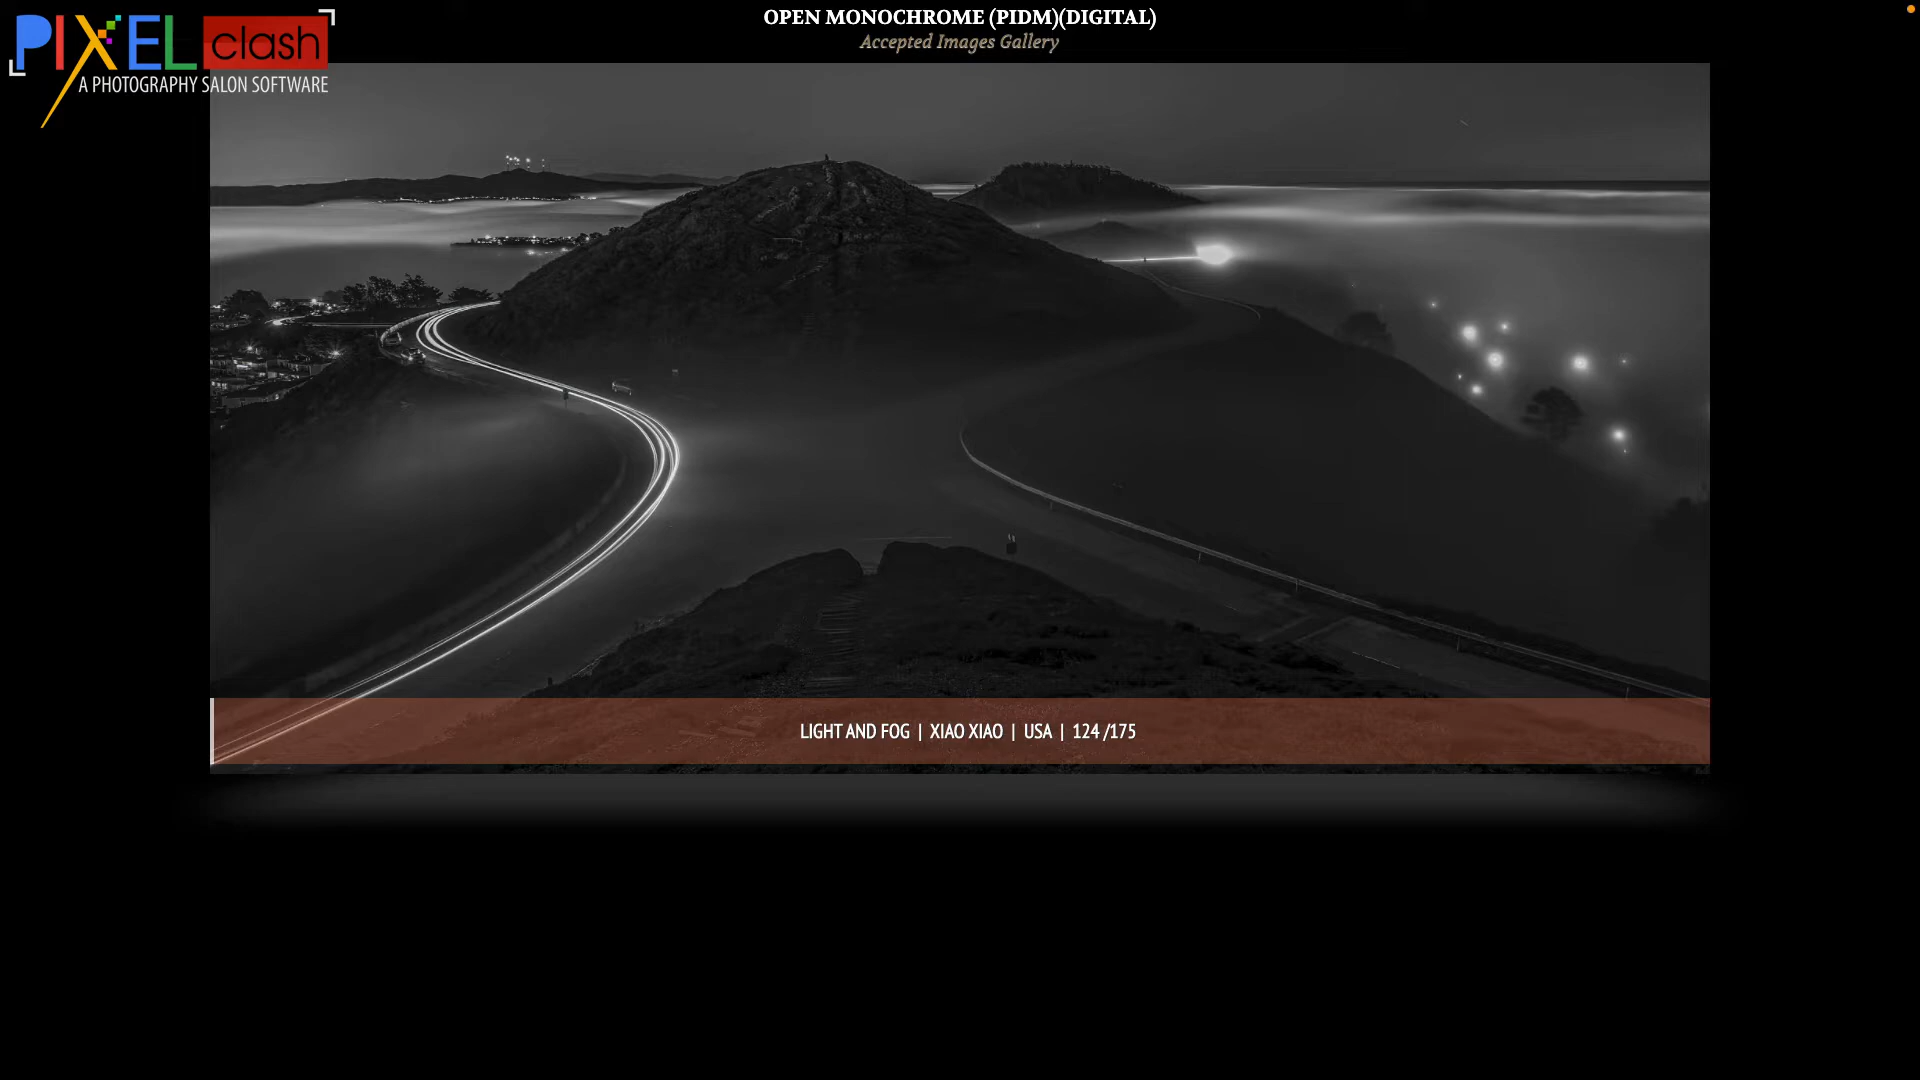 PIXEL clash
A PHOTOGRAPHY SALON SOFTWARE
OPEN MONOCHROME (PIDM)(DIGITAL)
Accepted Images Gallery
LIGHT AND FOG | XIAO XIAO | USA | 124 /175